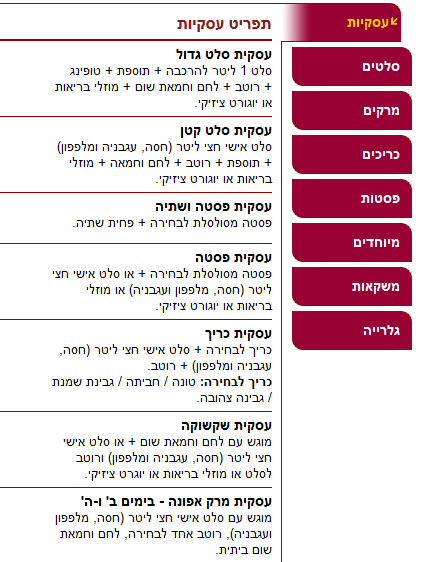 עסקיות
סלטים
מרקים
כריכים
פסטות
מיוחדים
משקאות
גלרייה
תפריט עסקיות
עסקית סלט גדול
סלט 1 ליטר להרכבה + תוספת + טופינג
+ רוטב + לחם וחמאת שום + מוזלי בריאות
או יוגורט ציזיקי.
עסקית סלט קטן
סלט אישי חצי ליטר (חסה, עגבניה ומלפפון)
+ תוספת + רוטב + לחם וחמאה + מוזלי
בריאות או יוגורט ציזיקי.
עסקית פסטה ושתיה
פסטה מסולסלת לבחירה + פחית שתיה.
עסקית פסטה
פסטה מסולסלת לבחירה + או סלט אישי חצי
ליטר (חסה, מלפפון ועגבניה) או מוזלי
בריאות או יוגורט ציזיקי.
עסקית כריך
כריך לבחירה + סלט אישי חצי ליטר (חסה,
עגבניה ומלפפון) + רוטב.
כריך לבחירה: טונה / חביתה / גבינת שמנת
/ גבינה צהובה.
עסקית שקשוקה
מוגש עם לחם וחמאת שום + או סלט אישי
חצי ליטר (חסה, עגבניה ומלפפון) ורוטב
לסלט או מוזלי בריאות או יוגרט ציזיקי.
עסקית מרק אפונה - בימים ב' ו-ה'
מוגש עם סלט אישי חצי ליטר (חסה, מלפפון
ועגבניה), רוטב אחד לבחירה, לחם וחמאת
שום ביתית.